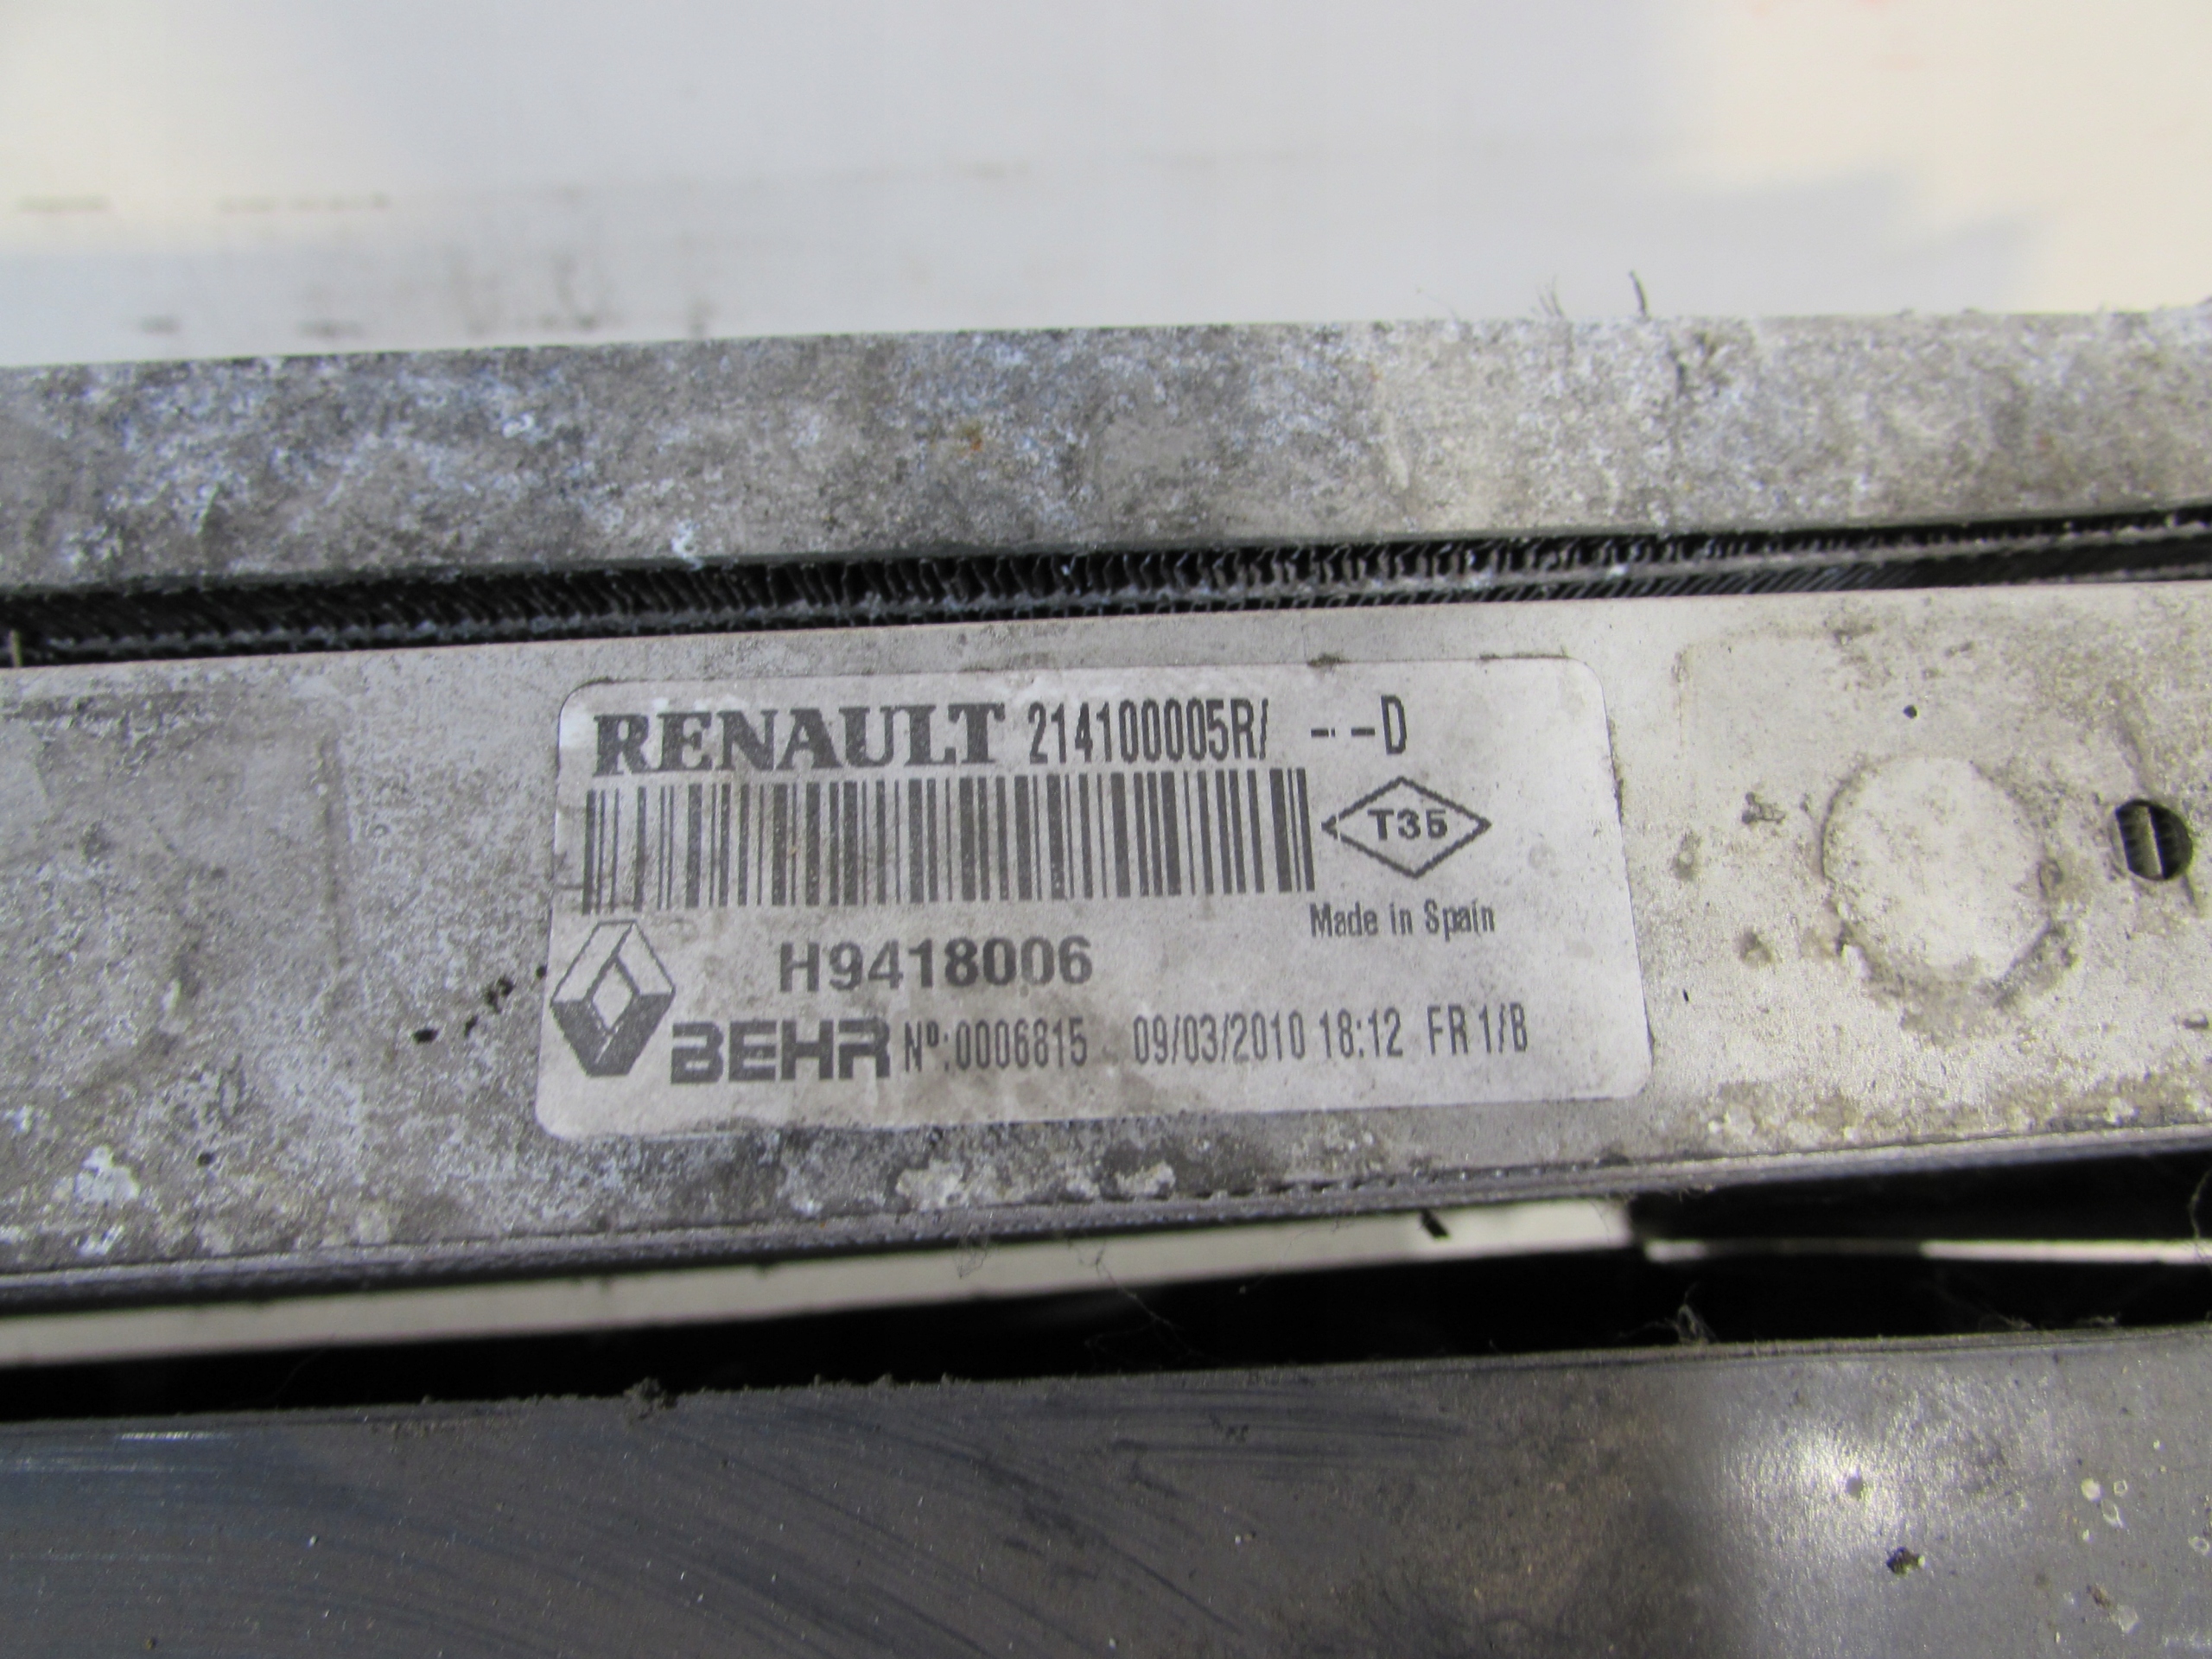 RENAULT 214100005R/ -- -D
T35
Made in Spain
H9418006
BEHR Nº:0006815 09/03/2010 18:12 FR 1/B